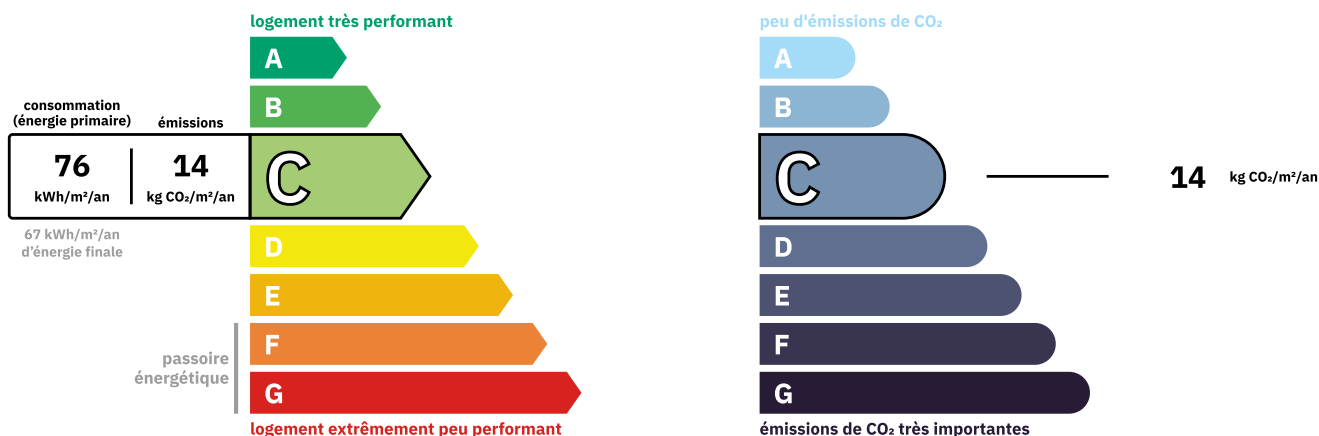 logement très performant
A
B
consommation
(énergie primaire)
émissions
76
kWh/m²/an
14
kg CO₂/m²/an
C
67 kWh/m²/an
d'énergie finale
D
E
passoire
énergétique
F
G
logement extrêmement peu performant
peu d'émissions de CO₂
A
B
C
14 kg CO₂/m²/an
D
E
F
G
émissions de CO₂ très importantes